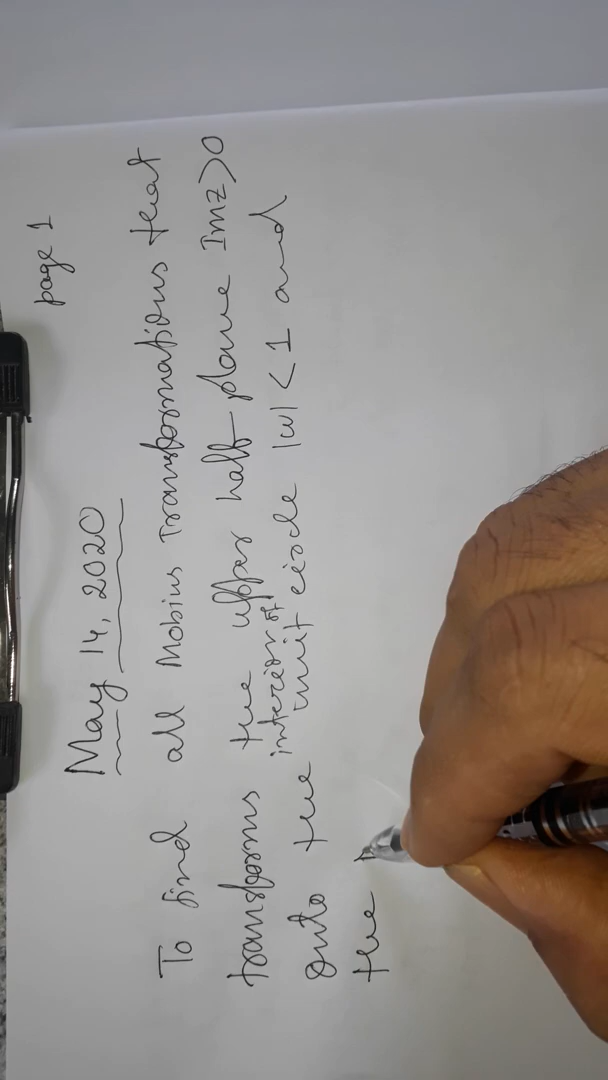 page 1
May 14, 2020
To find all Mobius transformations that
transforms the upper half plane Imz>0
interior of
onto the unit circle |w| < 1 and
the